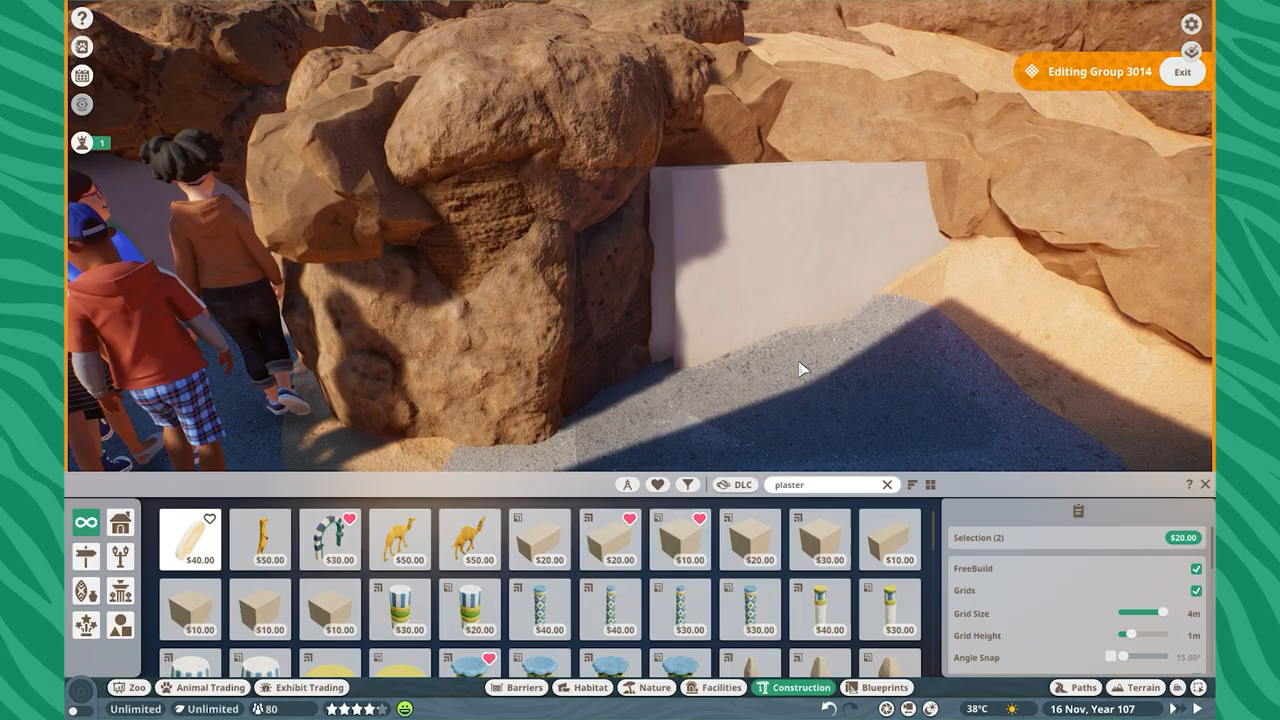 ?
Editing Group 3014
Exit
1
DLC
plaster
?
$40.00
$50.00
$30.00
$50.00
$50.00
$20.00
$20.00
$10.00
$20.00
$30.00
$10.00
$10.00
$10.00
$10.00
$30.00
$20.00
$40.00
$40.00
$30.00
$30.00
$40.00
$30.00
Selection (2)
$20.00
FreeBuild
Grids
Grid Size
4m
Grid Height
1m
Angle Snap
15.00°
Zoo
Animal Trading
Exhibit Trading
Barriers
Habitat
Nature
Facilities
Construction
Blueprints
Paths
Terrain
Unlimited
Unlimited
80
38°C
16 Nov, Year 107